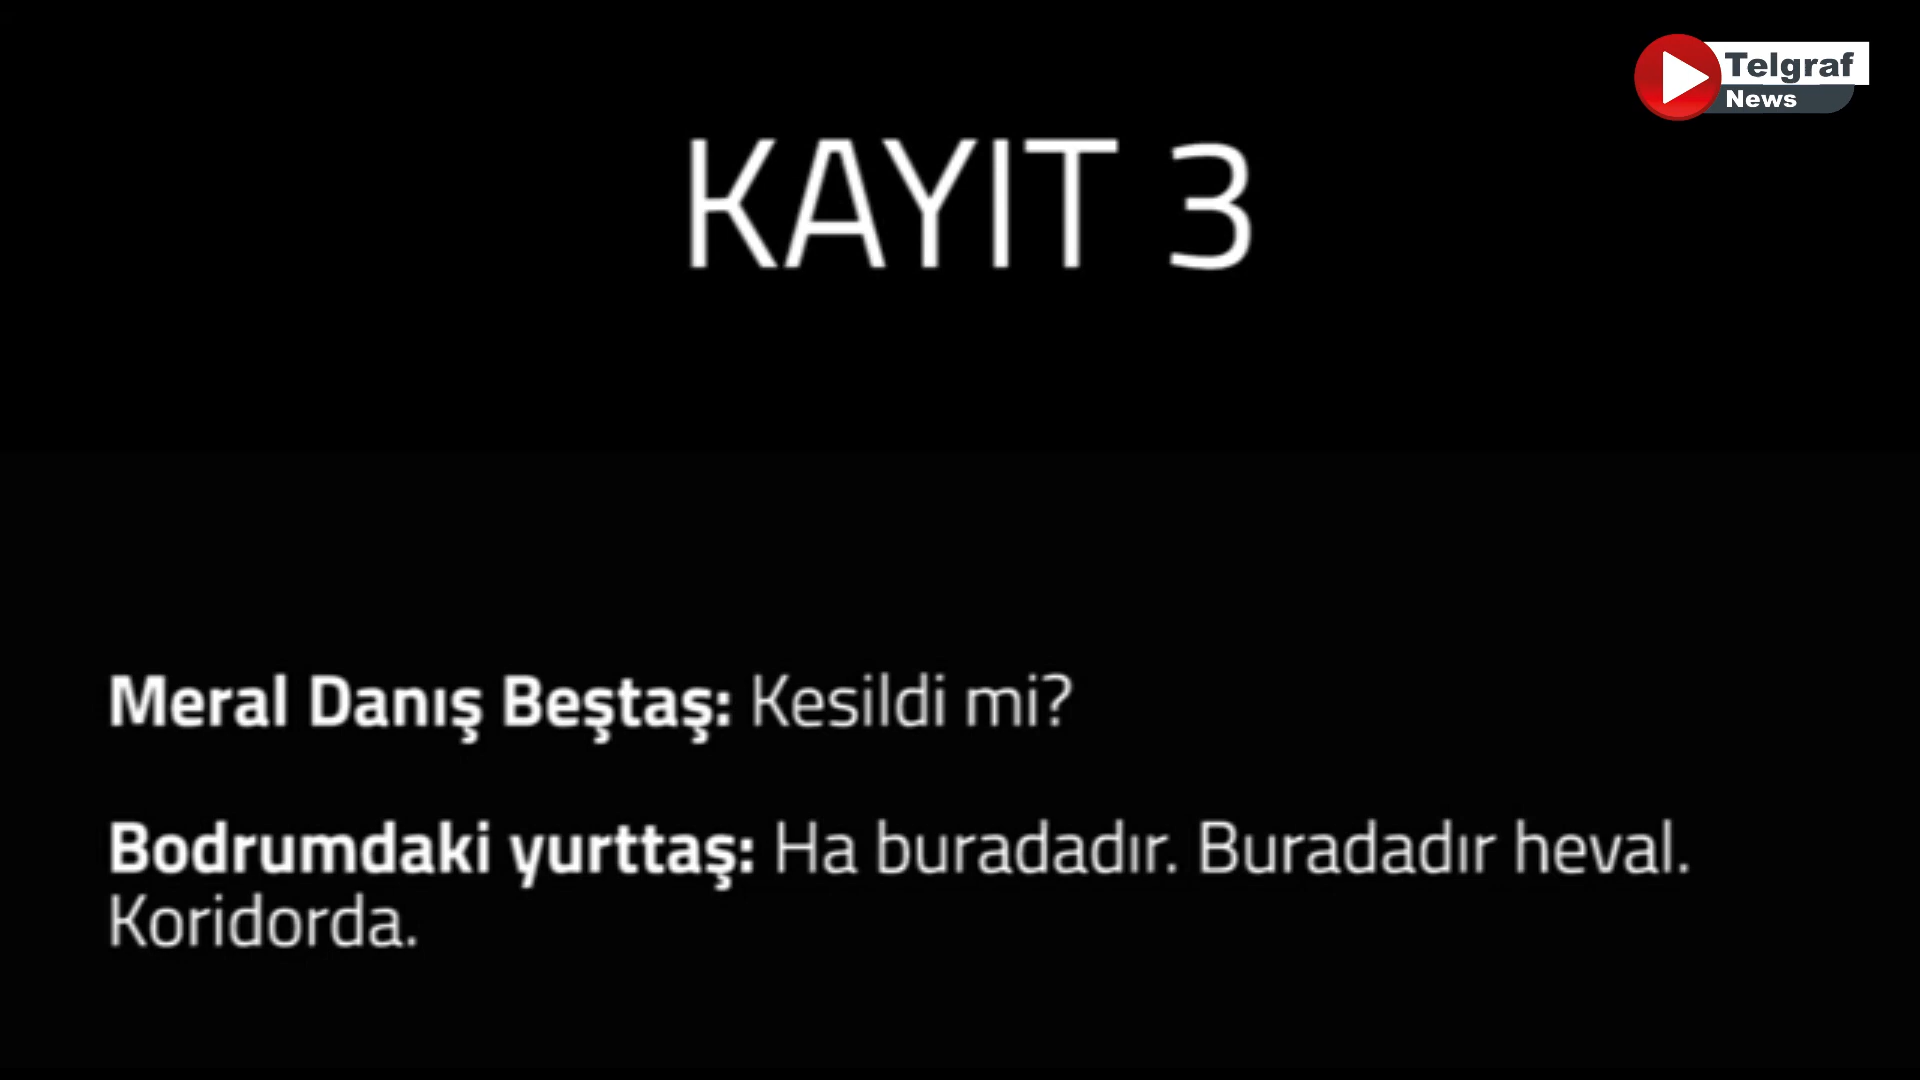 Telgraf
News
KAYIT 3
Meral Danış Beştaş: Kesildi mi?
Bodrumdaki yurttaş: Ha buradadır. Buradadır heval.
Koridorda.